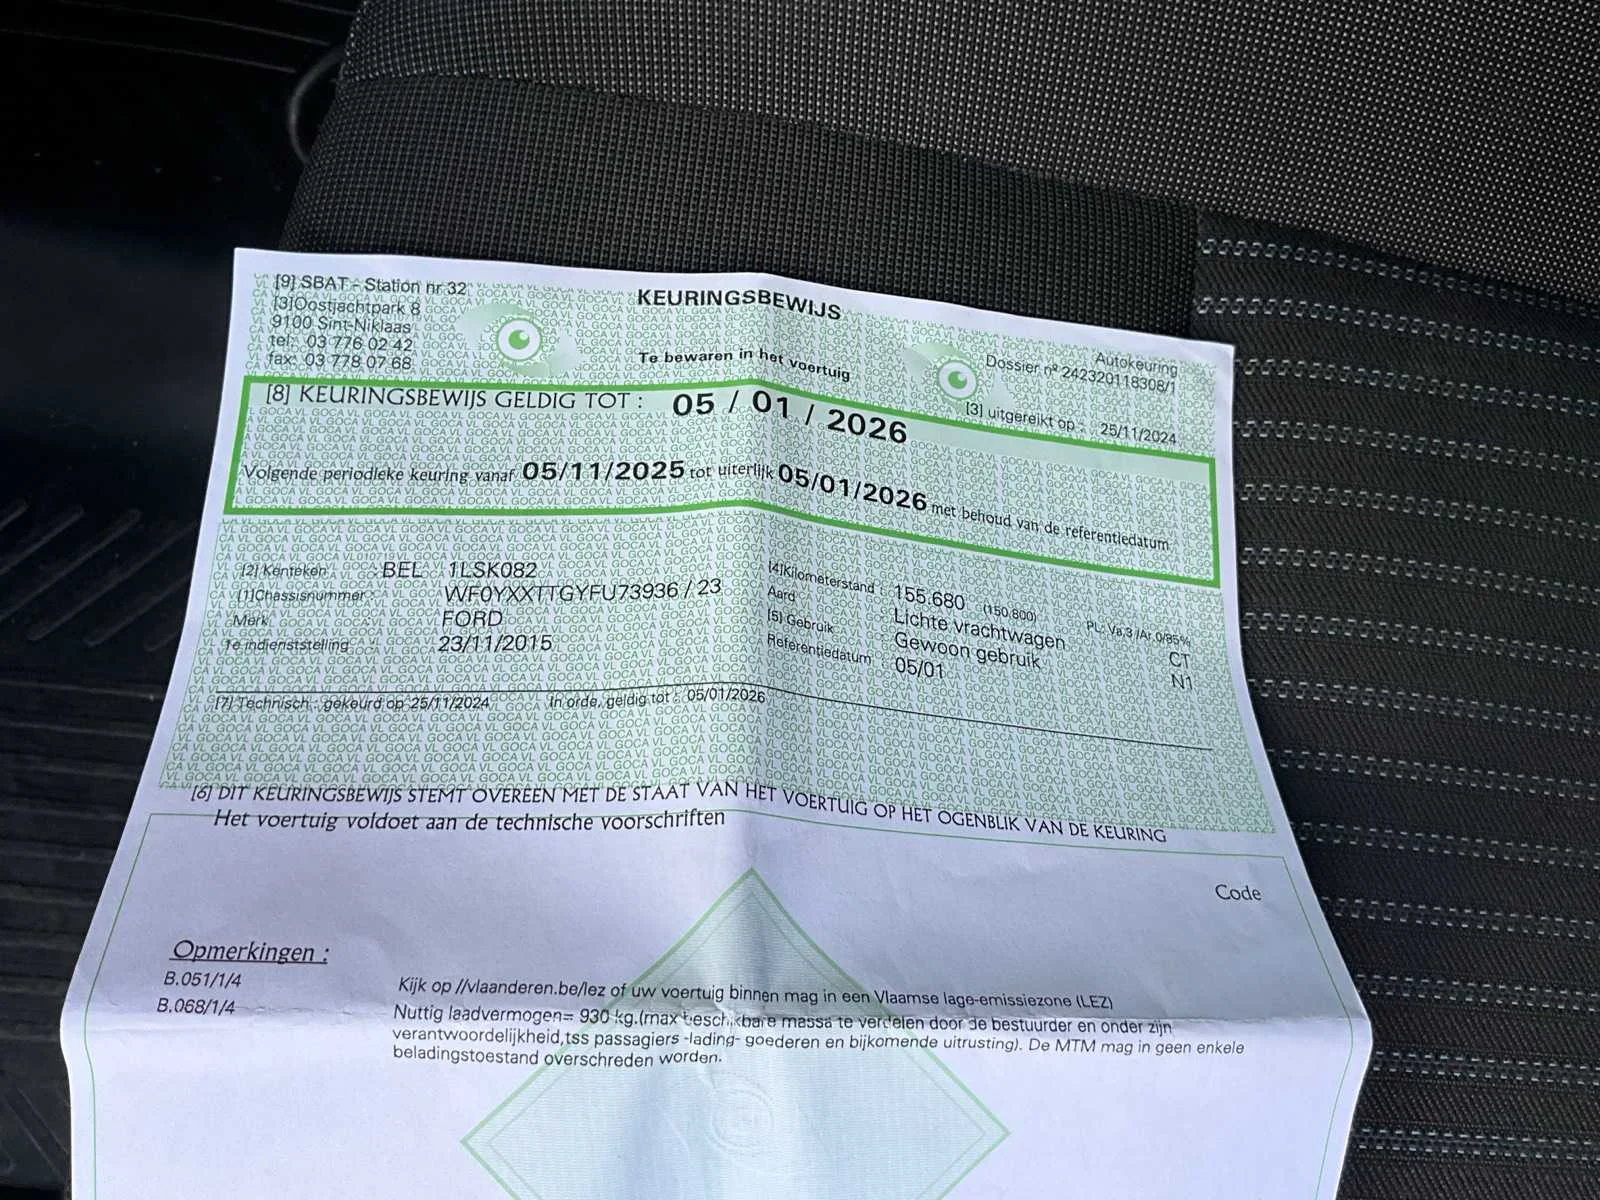 [9] SBAT - Station nr 32
[3]Oostjachtpark 8
9100 Sint-Niklaas
tel: 03 776 02 42
fax: 03 778 07 68
KEURINGSBEWIJS
Te bewaren in het voertuig
Autokeuring
Dossier nº 242320118308/1
[3] uitgereikt op : 25/11/2024
[8] KEURINGSBEWIJS GELDIG TOT : 05 / 01 / 2026
Volgende periodieke keuring vanaf 05/11/2025 tot uiterlijk 05/01/2026 met behoud van de referentiedatum
[2] Kenteken : BEL 1LSK082
[1]Chassisnummer : WF0YXXTTGYFU73936 / 23
Merk : FORD
1e indienststelling : 23/11/2015
[4]Kilometerstand : 155.680 (150.800) PL: Va.3 /Ar.0/85%
Aard : Lichte vrachtwagen CT
[5] Gebruik : Gewoon gebruik N1
Referentiedatum : 05/01
[7] Technisch : gekeurd op 25/11/2024 In orde, geldig tot : 05/01/2026
[6] DIT KEURINGSBEWIJS STEMT OVEREEN MET DE STAAT VAN HET VOERTUIG OP HET OGENBLIK VAN DE KEURING
Het voertuig voldoet aan de technische voorschriften
Code
Opmerkingen :
B.051/1/4 Kijk op //vlaanderen.be/lez of uw voertuig binnen mag in een Vlaamse lage-emissiezone (LEZ)
B.068/1/4 Nuttig laadvermogen= 930 kg.(max beschikbare massa te verdelen door de bestuurder en onder zijn
verantwoordelijkheid,tss passagiers -lading- goederen en bijkomende uitrusting). De MTM mag in geen enkele
beladingstoestand overschreden worden.